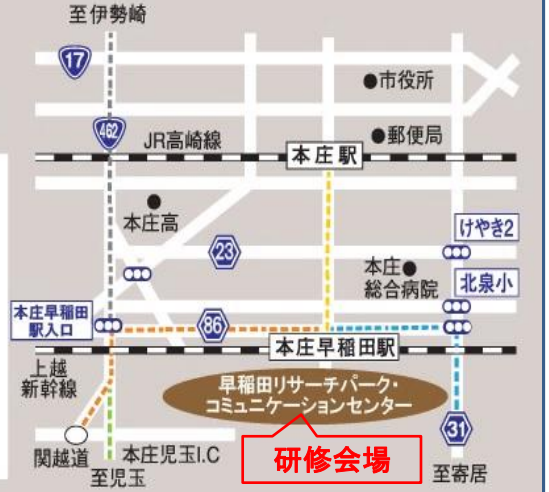 至伊勢崎
17
●市役所
462
JR高崎線
●郵便局
本庄駅
本庄高
けやき2
23
本庄●
総合病院
北泉小
本庄早稲田
駅入口
86
本庄早稲田駅
上越
新幹線
早稲田リサーチパーク・
コミュニケーションセンター
31
関越道
本庄児玉I.C
研修会場
至児玉
至寄居